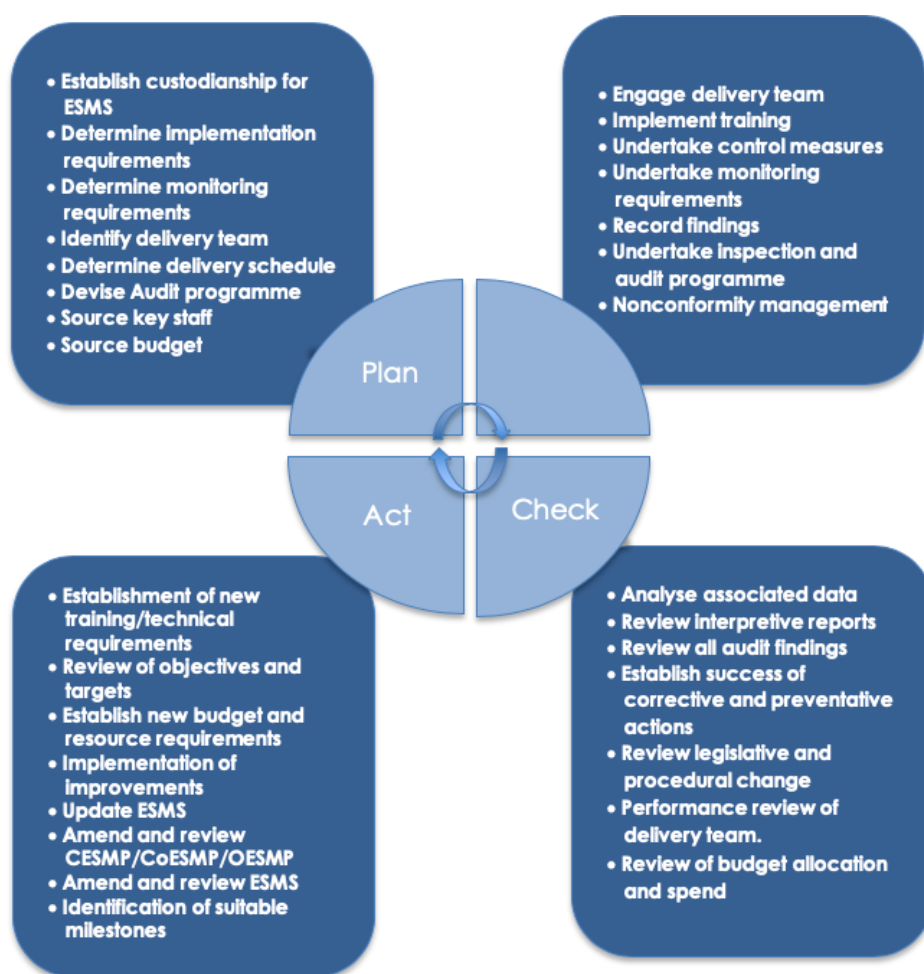 • Establish custodianship for
ESMS
• Determine implementation
requirements
• Determine monitoring
requirements
• Identify delivery team
• Determine delivery schedule
• Devise Audit programme
• Source key staff
• Source budget
• Engage delivery team
• Implement training
• Undertake control measures
• Undertake monitoring
requirements
• Record findings
• Undertake inspection and
audit programme
• Nonconformity management
Plan
Act
Check
• Establishment of new
training/technical
requirements
• Review of objectives and
targets
• Establish new budget and
resource requirements
• Implementation of
improvements
• Update ESMS
• Amend and review
CESMP/CoESMP/OESMP
• Amend and review ESMS
• Identification of suitable
milestones
• Analyse associated data
• Review interpretive reports
• Review all audit findings
• Establish success of
corrective and preventative
actions
• Review legislative and
procedural change
• Performance review of
delivery team.
• Review of budget allocation
and spend